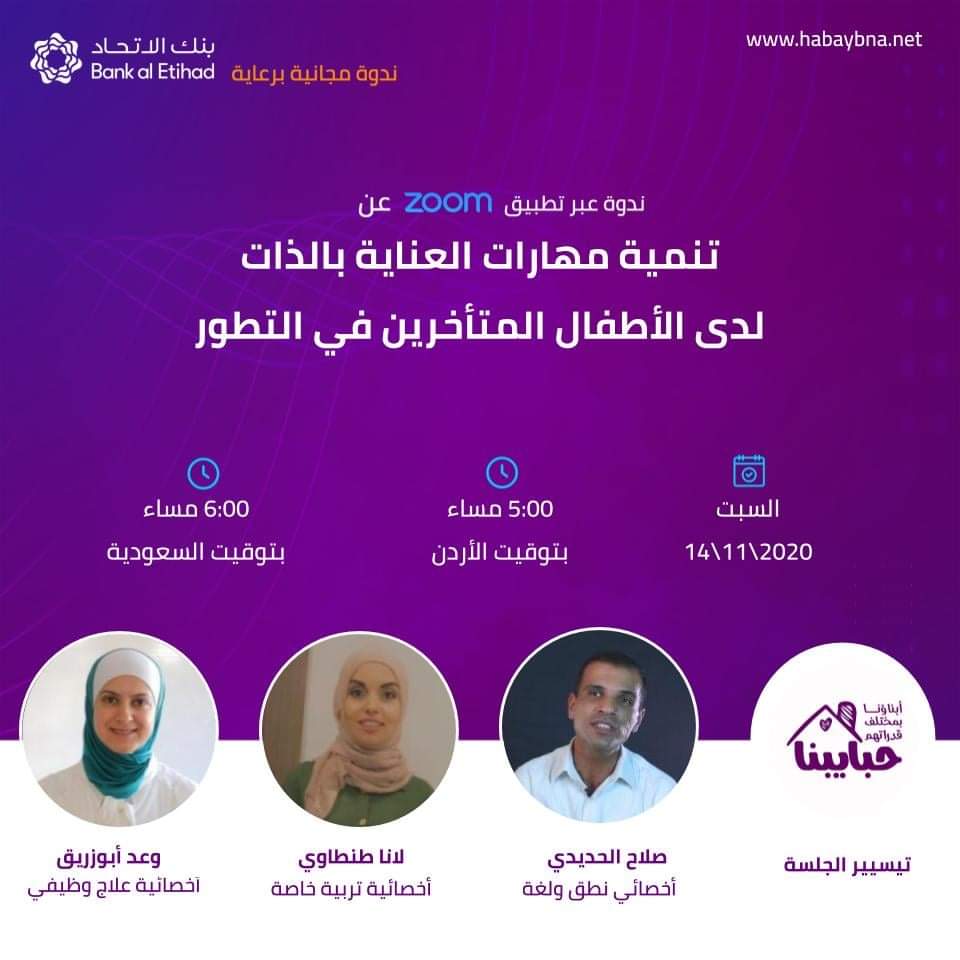 www.habaybna.net
بنك الاتحاد
Bank al Etihad
ندوة مجانية برعاية
ندوة عبر تطبيق zoom عن
تنمية مهارات العناية بالذات
لدى الأطفال المتأخرين في التطور
السبت
14\11\2020
5:00 مساء
بتوقيت الأردن
6:00 مساء
بتوقيت السعودية
أبناؤنا
بمختلف
قدراتهم
حبايبنا
تيسيير الجلسة
صلاح الحديدي
أخصائي نطق ولغة
لانا طنطاوي
أخصائية تربية خاصة
وعد أبوزريق
آخصائية علاج وظيفي